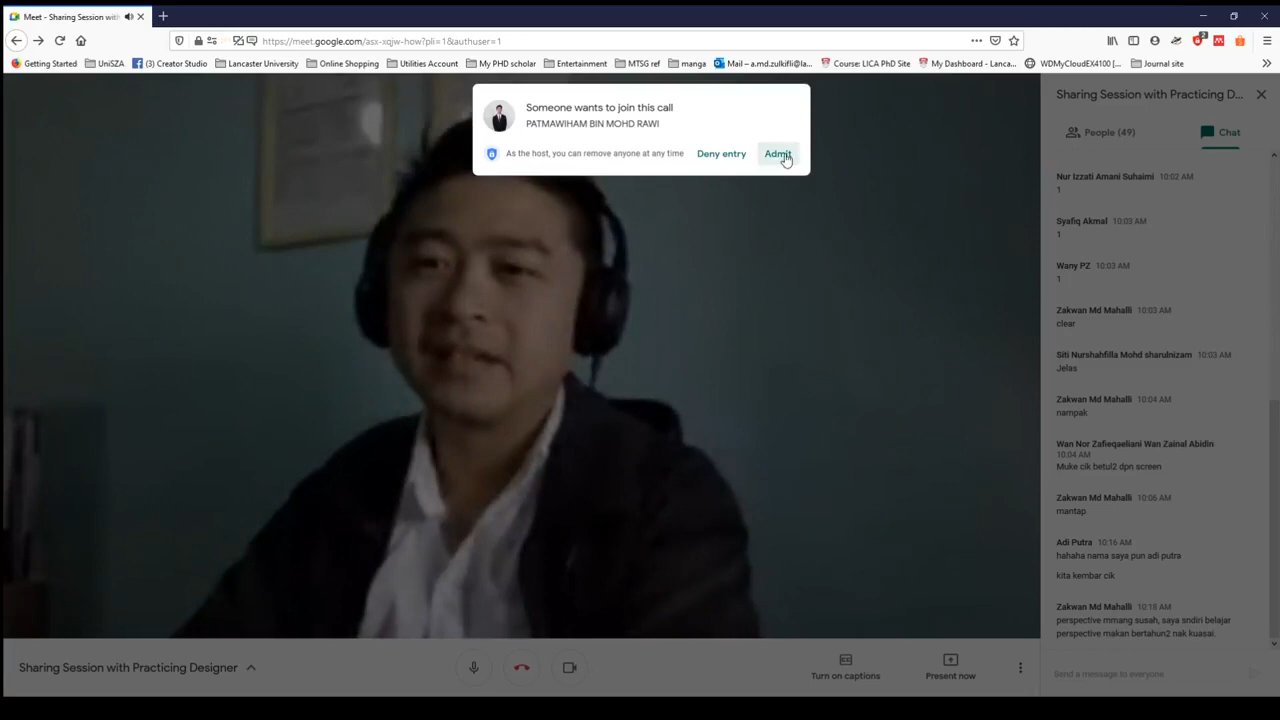 Meet - Sharing Session with
https://meet.google.com/asx-xqjw-how?pli=1&authuser=1
2
Getting Started
UniSZA
(3) Creator Studio
Lancaster University
Online Shopping
Utilities Account
My PHD scholar
Entertainment
MTSG ref
manga
Mail – a.md.zulkifli@la...
Course: LICA PhD Site
My Dashboard - Lanca...
WDMyCloudEX4100 | ...
Journal site
Someone wants to join this call
PATMAWIHAM BIN MOHD RAWI
As the host, you can remove anyone at any time
Deny entry
Admit
Sharing Session with Practicing D...
People (49)
Chat
Nur Izzati Amani Suhaimi 10:02 AM
1
Syafiq Akmal 10:03 AM
1
Wany PZ 10:03 AM
1
Zakwan Md Mahalli 10:03 AM
clear
Siti Nurshahfilla Mohd sharulnizam 10:03 AM
Jelas
Zakwan Md Mahalli 10:04 AM
nampak
Wan Nor Zafieqaeliani Wan Zainal Abidin
10:04 AM
Muke cik betul2 dpn screen
Zakwan Md Mahalli 10:06 AM
mantap
Adi Putra 10:16 AM
hahaha nama saya pun adi putra
kita kembar cik
Zakwan Md Mahalli 10:18 AM
perspective mmang susah, saya sndiri belajar
perspective makan bertahun2 nak kuasai.
Send a message to everyone
Sharing Session with Practicing Designer
Turn on captions
Present now